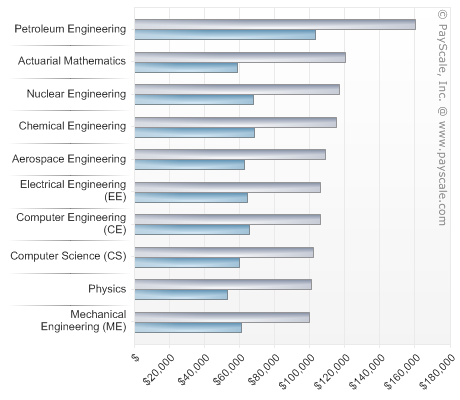 Petroleum Engineering
Actuarial Mathematics
Nuclear Engineering
Chemical Engineering
Aerospace Engineering
Electrical Engineering
(EE)
Computer Engineering
(CE)
Computer Science (CS)
Physics
Mechanical
Engineering (ME)
$
$20,000
$40,000
$60,000
$80,000
$100,000
$120,000
$140,000
$160,000
$180,000
© PayScale, Inc. @ www.payscale.com